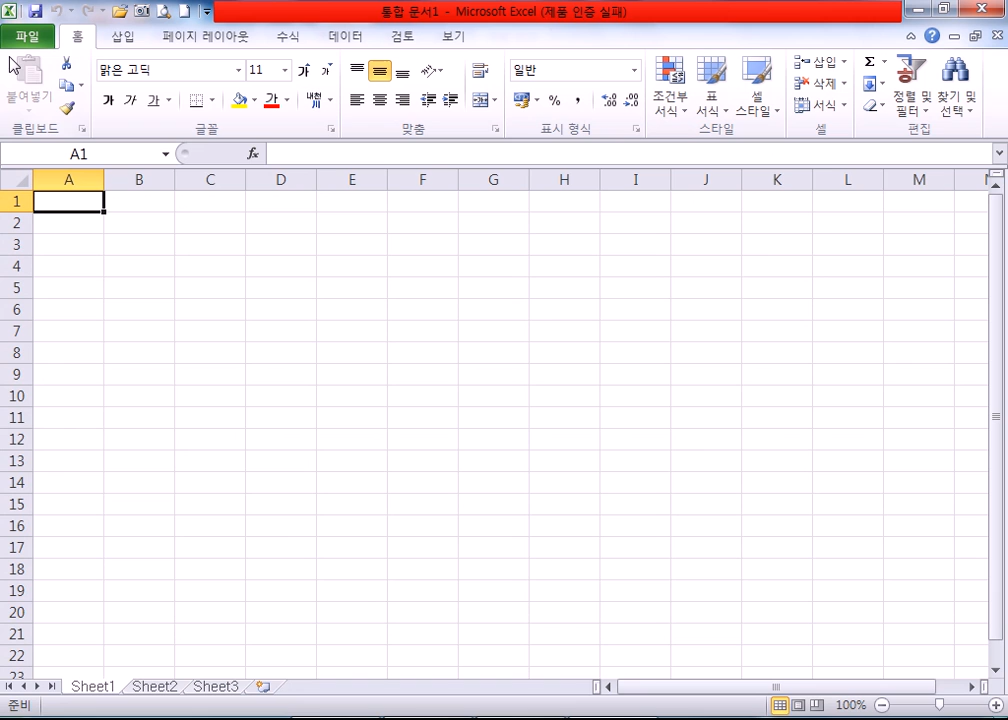 통합 문서1 - Microsoft Excel (제품 인증 실패)
파일 홈 삽입 페이지 레이아웃 수식 데이터 검토 보기
붙여넣기
클립보드
맑은 고딕 11
가 가
가 가 가 가 내천
글꼴
맞춤
일반
% ,
표시 형식
조건부 서식
표 서식
셀 스타일
스타일
삽입
삭제
서식
셀
Σ
정렬 및 필터
찾기 및 선택
편집
A1 fx
A B C D E F G H I J K L M
1
2
3
4
5
6
7
8
9
10
11
12
13
14
15
16
17
18
19
20
21
22
23
Sheet1 Sheet2 Sheet3
준비 100%